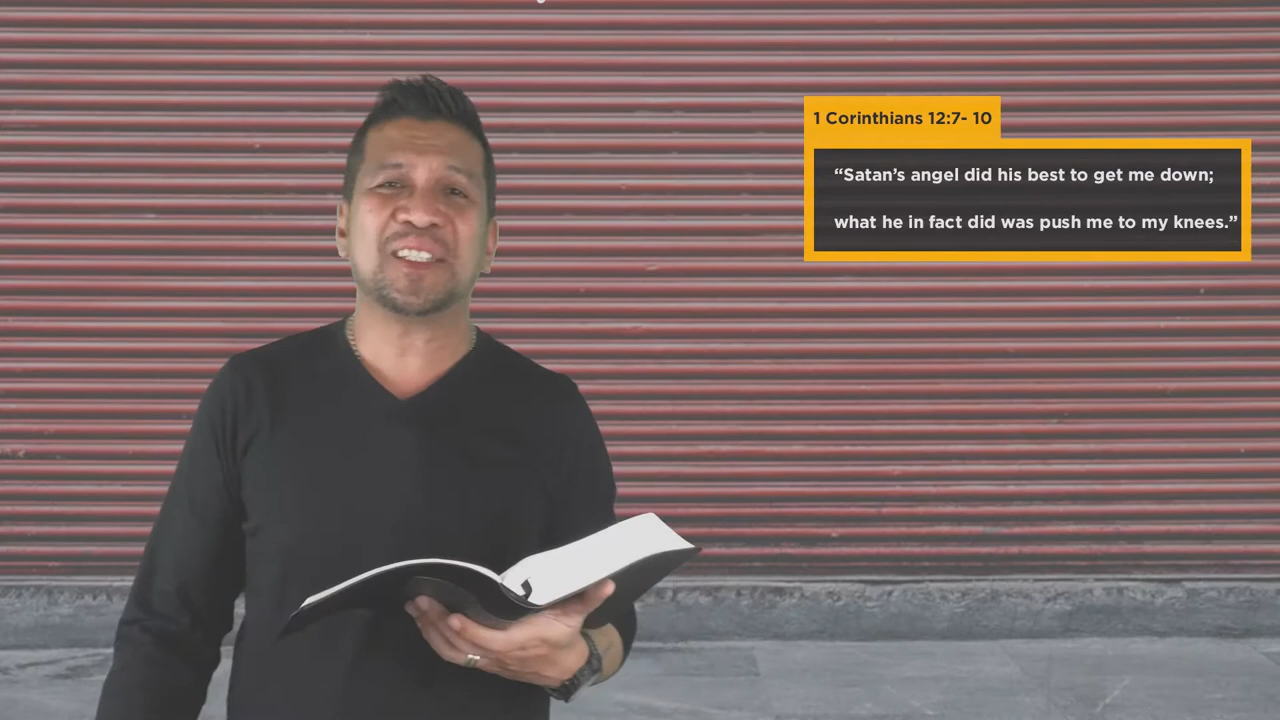 1 Corinthians 12:7- 10
“Satan’s angel did his best to get me down;
what he in fact did was push me to my knees.”